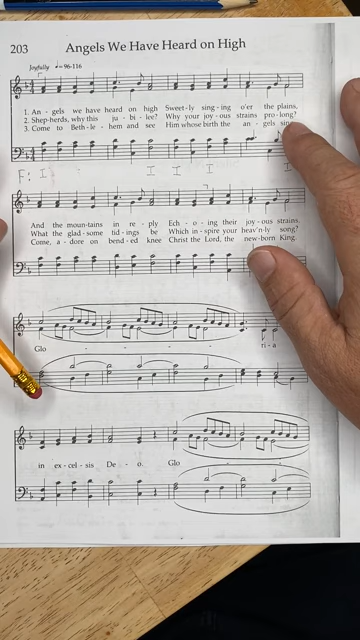 203 Angels We Have Heard on High
Joyfully ♩= 96-116
1. An - gels we have heard on high Sweet - ly sing - ing o'er the plains,
2. Shep-herds, why this ju - bi - lee? Why your joy - ous strains pro - long?
3. Come to Beth - le - hem and see Him whose birth the an - gels sing;
F: I I I I
And the moun-tains in re - ply Ech - o - ing their joy - ous strains.
What the glad - some tid - ings be Which in - spire your heav'n-ly song?
Come, a - dore on bend - ed knee Christ the Lord, the new-born King.
Glo - - - - ri - a
in ex - cel - sis De - o. Glo - -